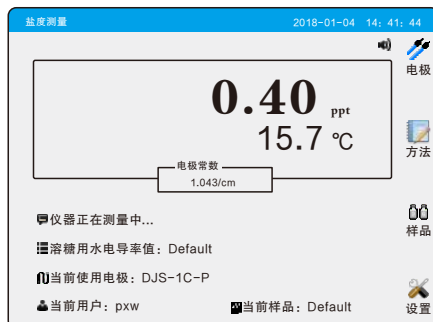 盐度测量 2018-01-04 14: 41: 44
电极
0.40 ppt
15.7 ℃
方法
电极常数
1.043/cm
样品
仪器正在测量中...
溶糖用水电导率值: Default
当前使用电极: DJS-1C-P
当前用户: pxw 当前样品: Default
设置